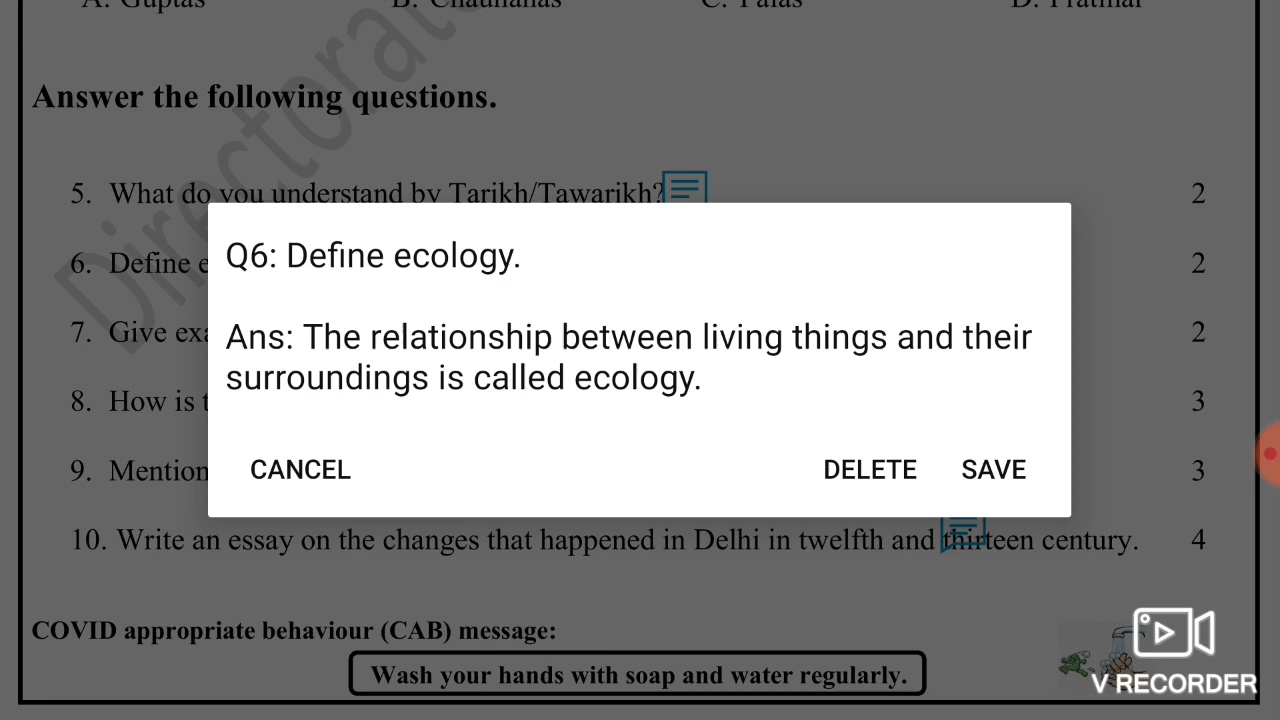 A. Guptas B. Chauhanas C. Palas D. Pratihar
Answer the following questions.
5. What do you understand by Tarikh/Tawarikh? 2
6. Define 2
7. Give 2
8. How is 3
9. Mention 3
10. Write an essay on the changes that happened in Delhi in twelfth and thirteen century. 4
Q6: Define ecology.
Ans: The relationship between living things and their
surroundings is called ecology.
CANCEL DELETE SAVE
COVID appropriate behaviour (CAB) message:
Wash your hands with soap and water regularly.
V RECORDER